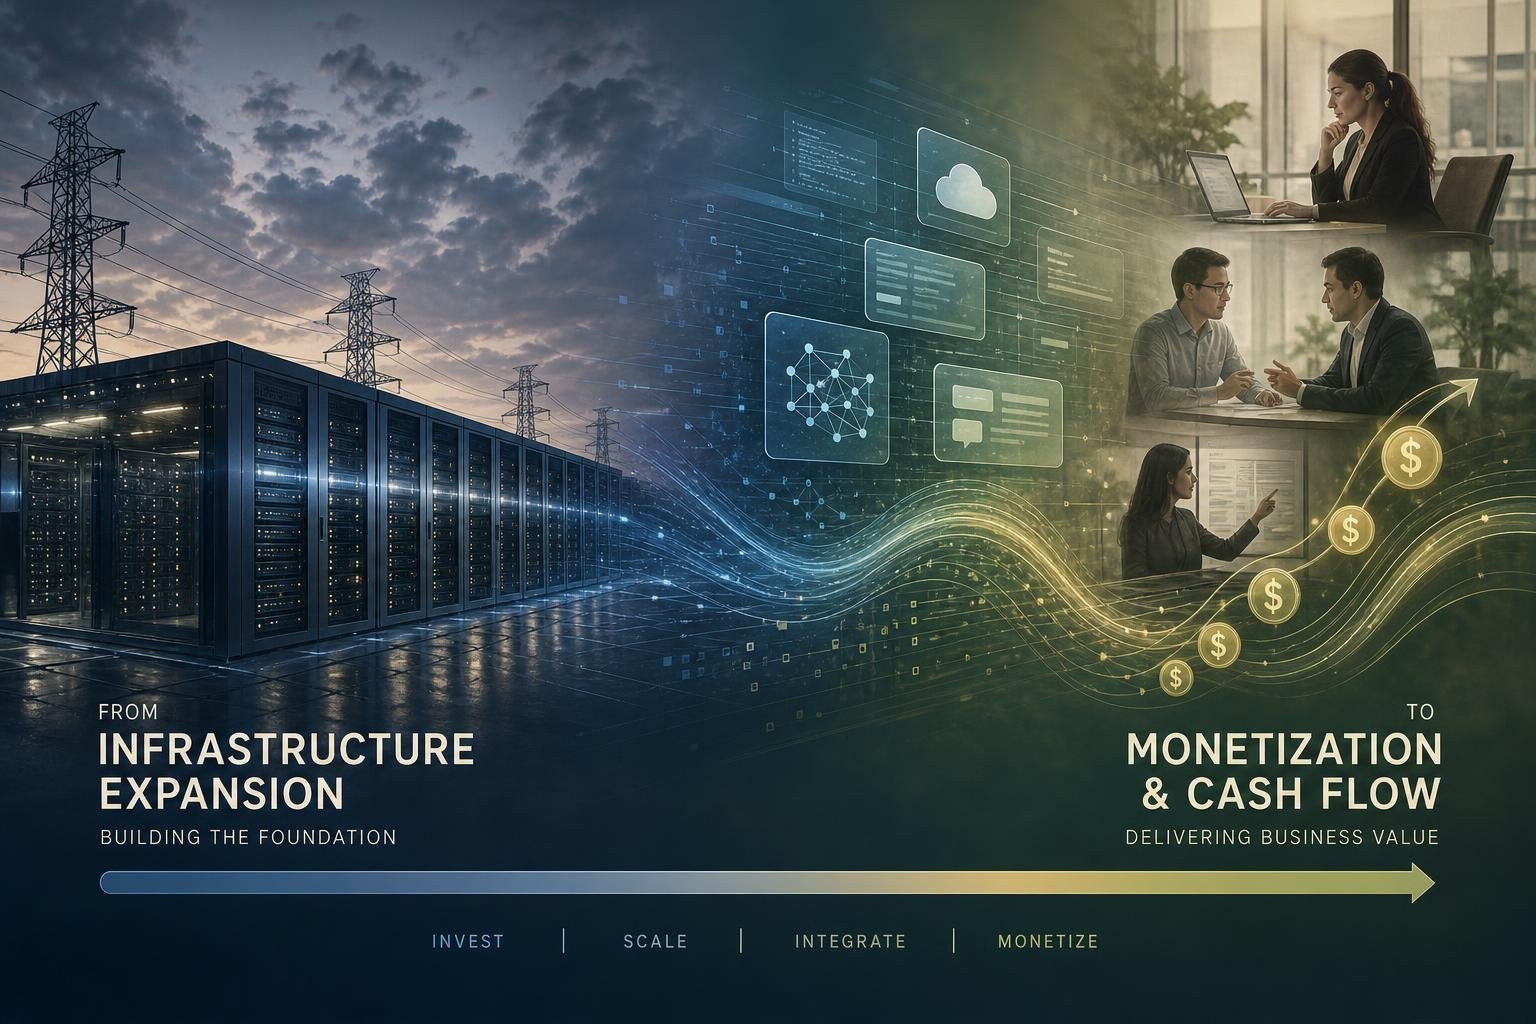 FROM
INFRASTRUCTURE
EXPANSION
BUILDING THE FOUNDATION
TO
MONETIZATION
& CASH FLOW
DELIVERING BUSINESS VALUE
INVEST | SCALE | INTEGRATE | MONETIZE
$
$
$
$
$